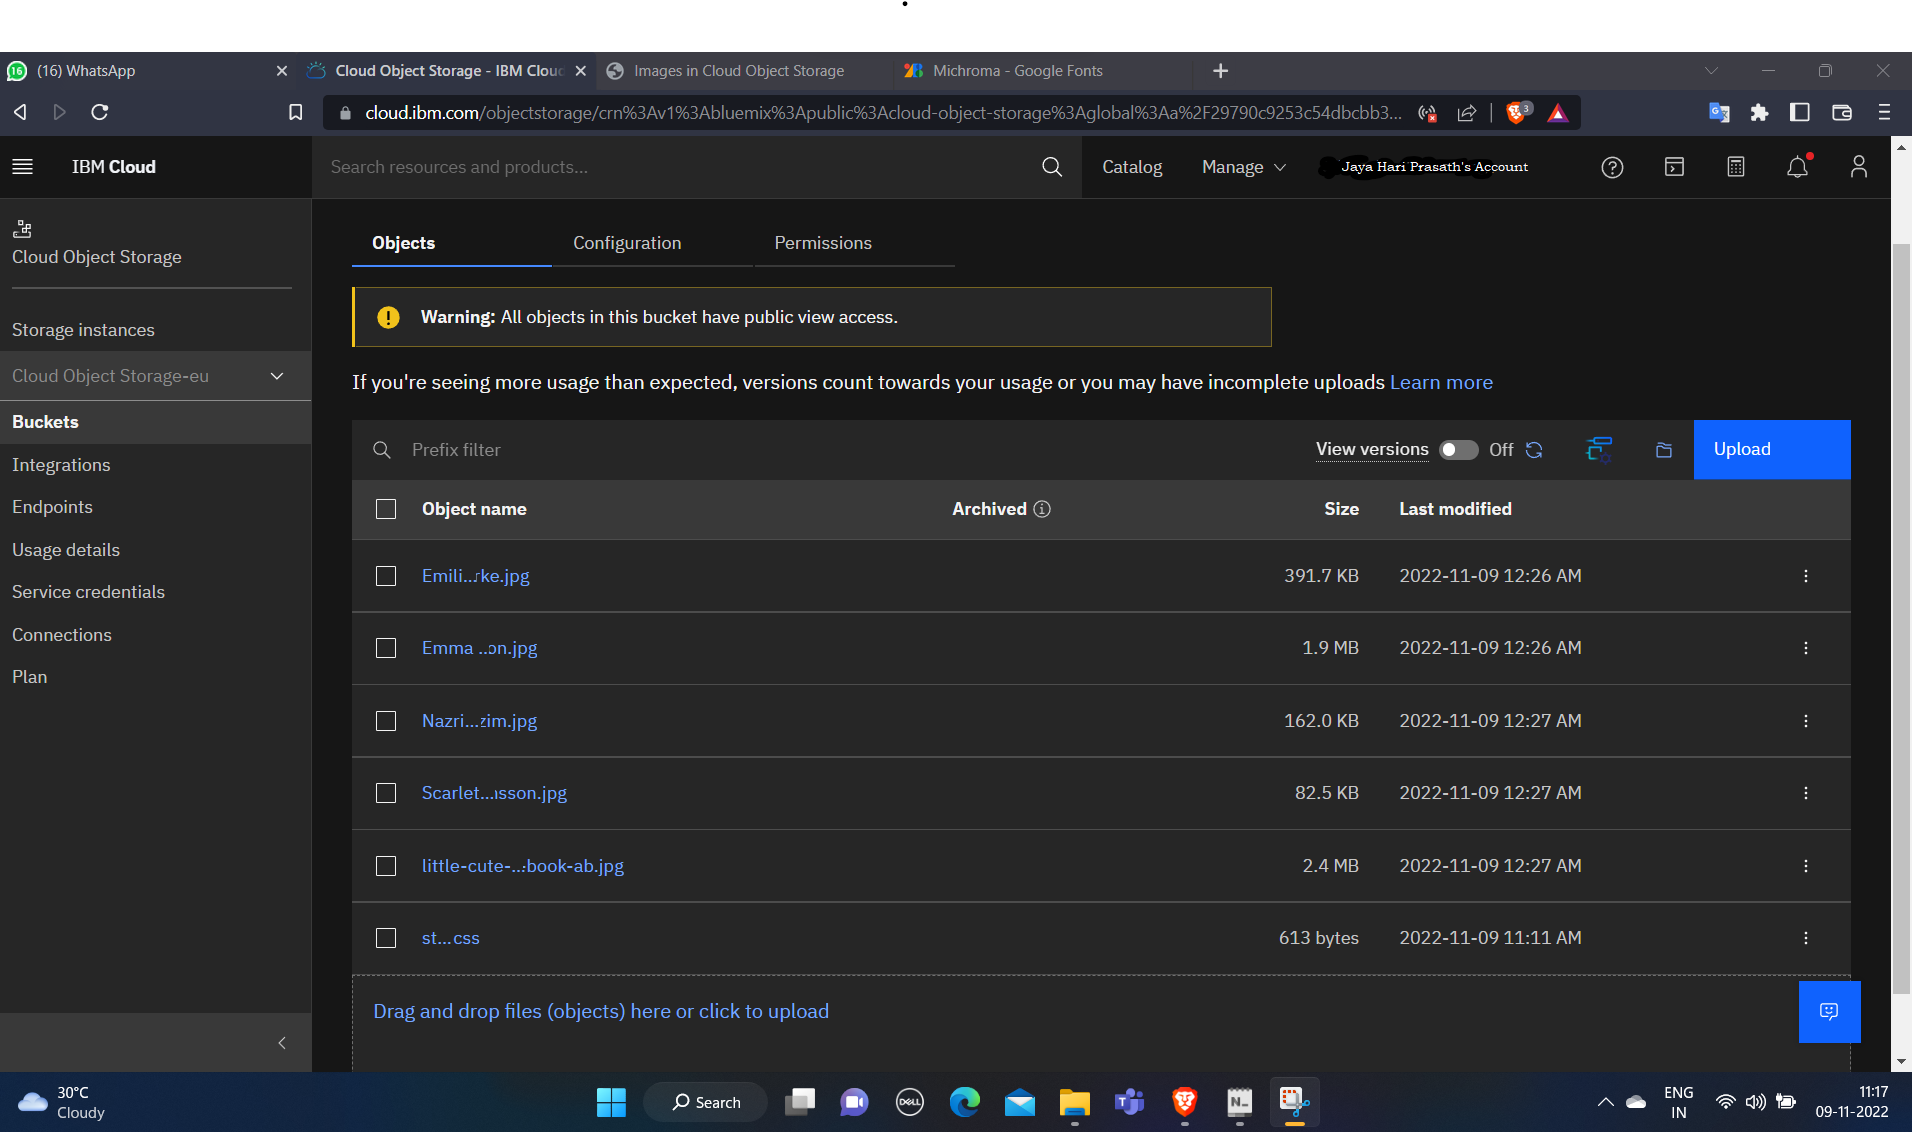 (16) WhatsApp
Cloud Object Storage - IBM Clou
Images in Cloud Object Storage
Michroma - Google Fonts
cloud.ibm.com/objectstorage/crn%3Av1%3Abluemix%3Apublic%3Acloud-object-storage%3Aglobal%3Aa%2F29790c9253c54dbcbb3...
3
IBM Cloud
Search resources and products...
Catalog
Manage
Jaya Hari Prasath's Account
Cloud Object Storage
Storage instances
Cloud Object Storage-eu
Buckets
Integrations
Endpoints
Usage details
Service credentials
Connections
Plan
Objects
Configuration
Permissions
Warning: All objects in this bucket have public view access.
If you're seeing more usage than expected, versions count towards your usage or you may have incomplete uploads Learn more
Prefix filter
View versions Off
Upload
Object name Archived Size Last modified
Emili...rke.jpg 391.7 KB 2022-11-09 12:26 AM
Emma ...on.jpg 1.9 MB 2022-11-09 12:26 AM
Nazri...zim.jpg 162.0 KB 2022-11-09 12:27 AM
Scarlet...nsson.jpg 82.5 KB 2022-11-09 12:27 AM
little-cute-...-book-ab.jpg 2.4 MB 2022-11-09 12:27 AM
st...css 613 bytes 2022-11-09 11:11 AM
Drag and drop files (objects) here or click to upload
30°C
Cloudy
Search
DELL
ENG
IN
11:17
09-11-2022